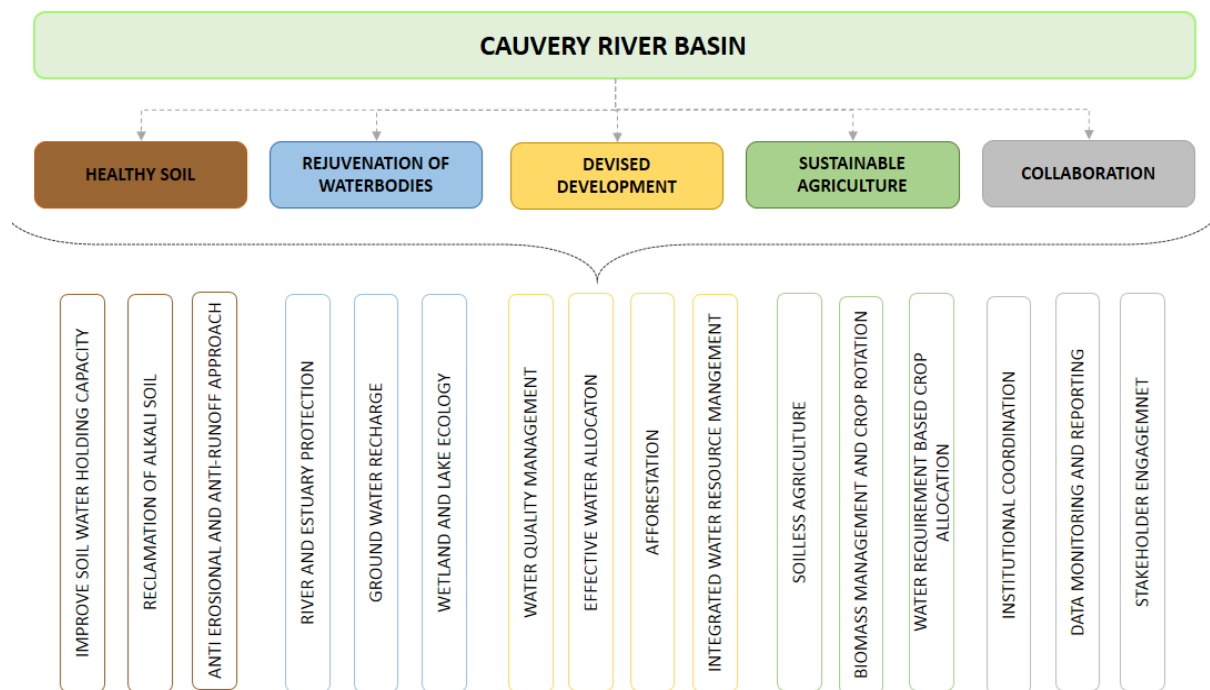 CAUVERY RIVER BASIN
HEALTHY SOIL
REJUVENATION OF
WATERBODIES
DEVISED
DEVELOPMENT
SUSTAINABLE
AGRICULTURE
COLLABORATION
IMPROVE SOIL WATER HOLDING CAPACITY
RECLAMATION OF ALKALI SOIL
ANTI EROSIONAL AND ANTI-RUNOFF APPROACH
RIVER AND ESTUARY PROTECTION
GROUND WATER RECHARGE
WETLAND AND LAKE ECOLOGY
WATER QUALITY MANAGEMENT
EFFECTIVE WATER ALLOCATON
AFFORESTATION
INTEGRATED WATER RESOURCE MANGEMENT
SOILLESS AGRICULTURE
BIOMASS MANAGEMENT AND CROP ROTATION
WATER REQUIREMENT BASED CROP
ALLOCATION
INSTITUTIONAL COORDINATION
DATA MONITORING AND REPORTING
STAKEHOLDER ENGAGEMNET